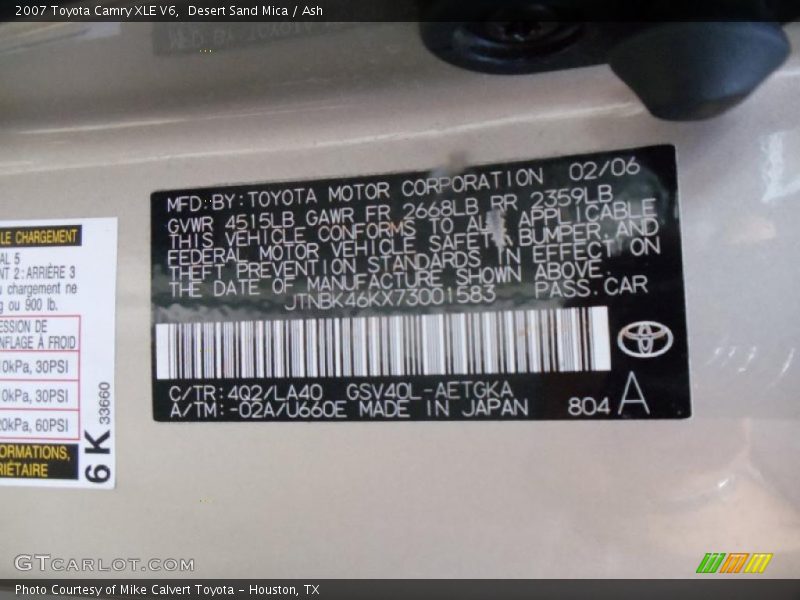 2007 Toyota Camry XLE V6, Desert Sand Mica / Ash
MFD. BY: TOYOTA MOTOR CORPORATION 02/06
GVWR 4515LB GAWR FR 2668LB RR 2359LB
THIS VEHICLE CONFORMS TO ALL APPLICABLE
FEDERAL MOTOR VEHICLE SAFETY, BUMPER, AND
THEFT PREVENTION STANDARDS IN EFFECT ON
THE DATE OF MANUFACTURE SHOWN ABOVE.
JTNBK46KX73001583 PASS. CAR
C/TR: 4Q2/LA40 GSV40L-AETGKA
A/TM: -02A/U660E MADE IN JAPAN 804 A
LE CHARGEMENT
AL 5
NT 2: ARRIÈRE 3
u chargement ne
g ou 900 lb.
ESSION DE
NFLAGE À FROID
10kPa, 30PSI
10kPa, 30PSI
20kPa, 60PSI
ORMATIONS,
RIÉTAIRE
6K 33660
GTCARLOT.COM
Photo Courtesy of Mike Calvert Toyota - Houston, TX